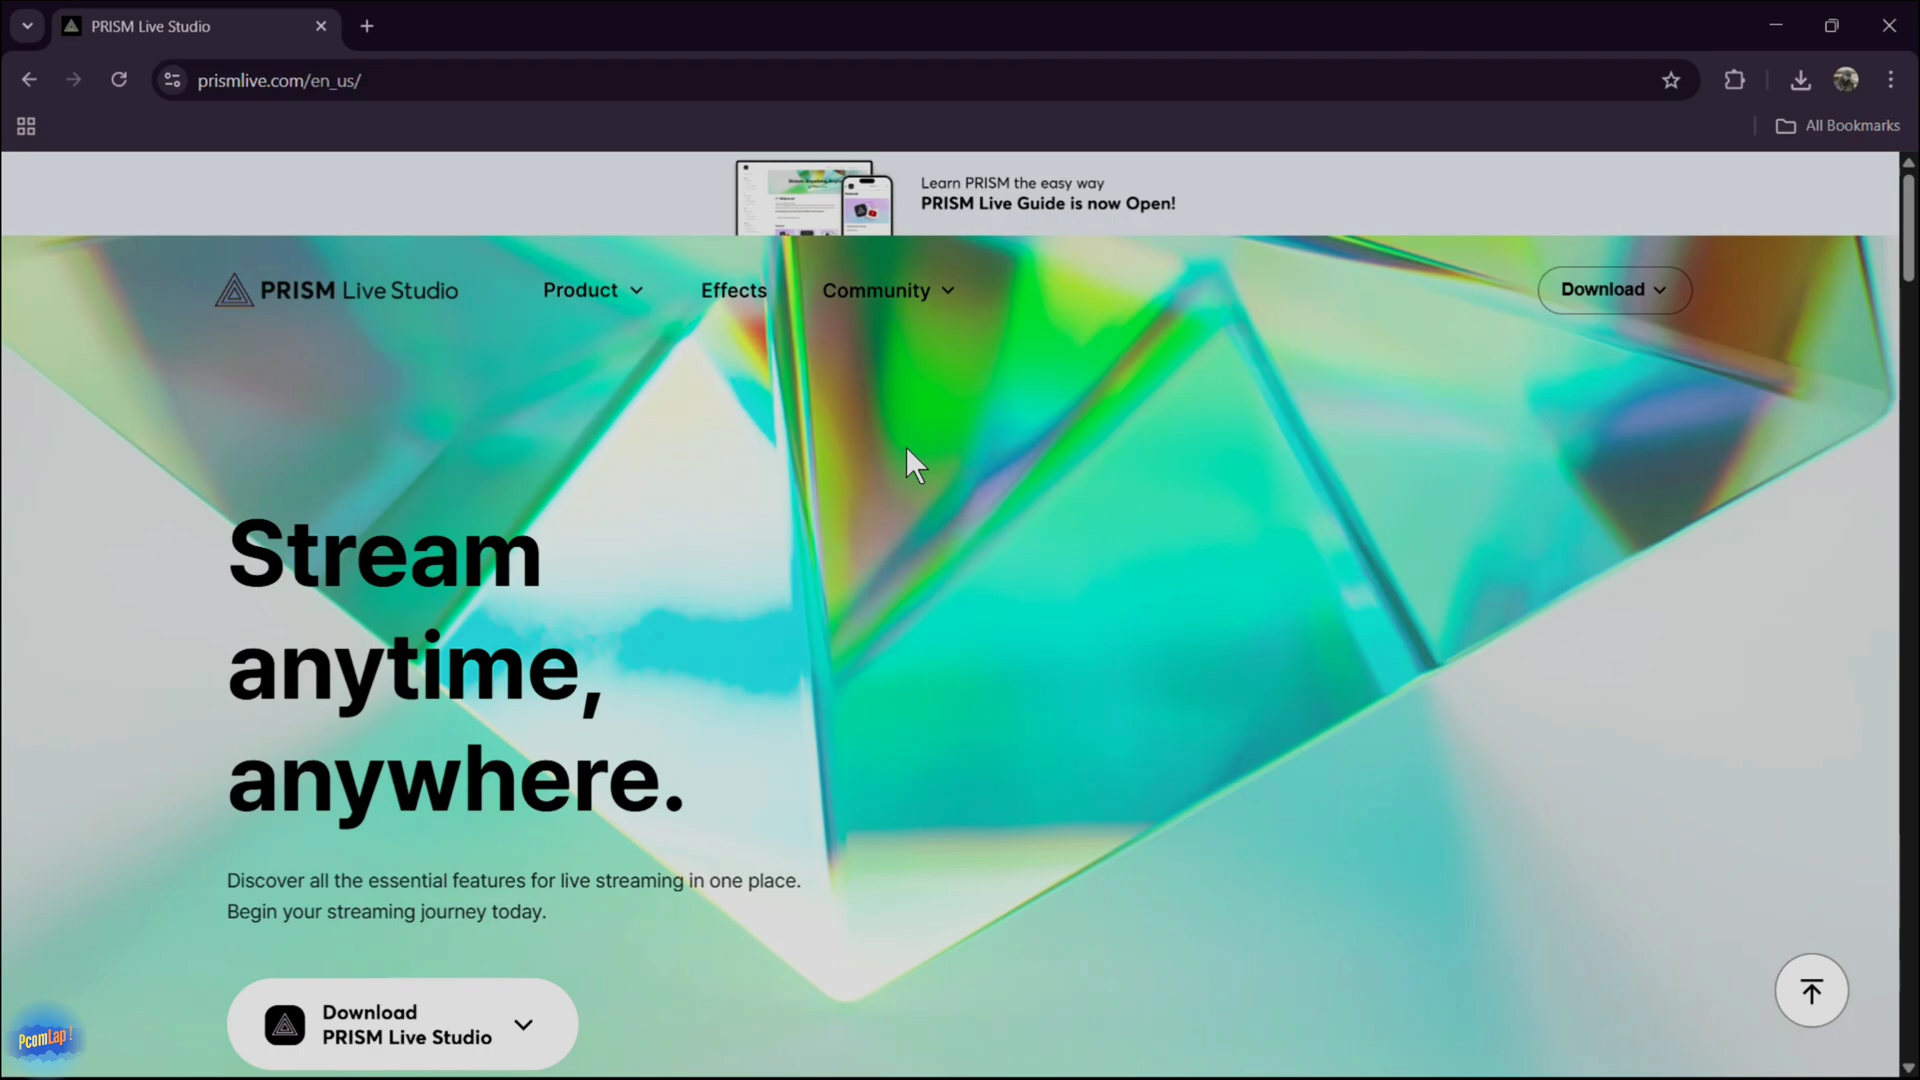 PRISM Live Studio
prismlive.com/en_us/
All Bookmarks
Learn PRISM the easy way
PRISM Live Guide is now Open!
PRISM Live Studio
Product
Effects
Community
Download
Stream
anytime,
anywhere.
Discover all the essential features for live streaming in one place.
Begin your streaming journey today.
Download
PRISM Live Studio
PcomLap!